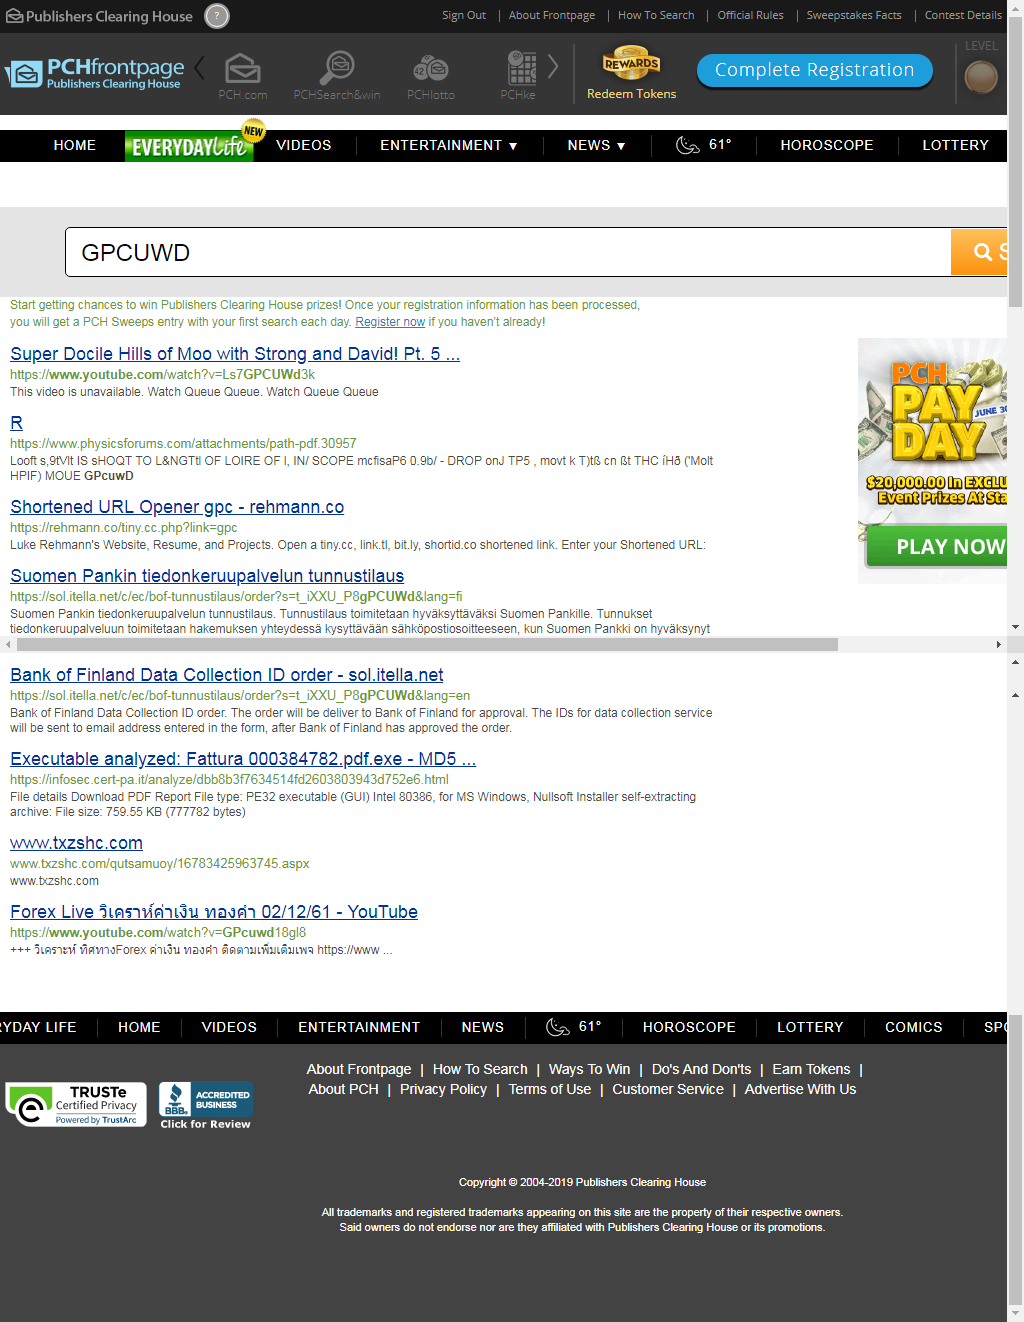 Publishers Clearing House ?
Sign Out | About Frontpage | How To Search | Official Rules | Sweepstakes Facts | Contest Details
PCHfrontpage
Publishers Clearing House
PCH.com PCHSearch&win PCHlotto PCHke
REWARDS
Redeem Tokens
Complete Registration
LEVEL
HOME EVERYDAY Life NEW VIDEOS ENTERTAINMENT ▼ NEWS ▼ 61° HOROSCOPE LOTTERY
GPCUWD
S
Start getting chances to win Publishers Clearing House prizes! Once your registration information has been processed,
you will get a PCH Sweeps entry with your first search each day. Register now if you haven't already!
Super Docile Hills of Moo with Strong and David! Pt. 5 ...
https://www.youtube.com/watch?v=Ls7GPCUWd3k
This video is unavailable. Watch Queue Queue. Watch Queue Queue
R
https://www.physicsforums.com/attachments/path-pdf.30957
Looft s,9tVlt IS sHOQT TO L&NGTtl OF LOIRE OF I, IN/ SCOPE mcfisaP6 0.9b/ - DROP onJ TP5 , movt k T)tß cn ßt THC íHð ('Molt
HPIF) MOUE GPcuwD
Shortened URL Opener gpc - rehmann.co
https://rehmann.co/tiny.cc.php?link=gpc
Luke Rehmann's Website, Resume, and Projects. Open a tiny.cc, link.tl, bit.ly, shortid.co shortened link. Enter your Shortened URL:
Suomen Pankin tiedonkeruupalvelun tunnustilaus
https://sol.itella.net/c/ec/bof-tunnustilaus/order?s=t_iXXU_P8gPCUWd&lang=fi
Suomen Pankin tiedonkeruupalvelun tunnustilaus. Tunnustilaus toimitetaan hyväksyttäväksi Suomen Pankille. Tunnukset
tiedonkeruupalveluun toimitetaan hakemuksen yhteydessä kysyttävään sähköpostiosoitteeseen, kun Suomen Pankki on hyväksynyt
PCH
PAY
DAY
JUNE 30
$20,000.00 In EXCLU
Event Prizes At Sta
PLAY NOW
Bank of Finland Data Collection ID order - sol.itella.net
https://sol.itella.net/c/ec/bof-tunnustilaus/order?s=t_iXXU_P8gPCUWd&lang=en
Bank of Finland Data Collection ID order. The order will be deliver to Bank of Finland for approval. The IDs for data collection service
will be sent to email address entered in the form, after Bank of Finland has approved the order.
Executable analyzed: Fattura 000384782.pdf.exe - MD5 ...
https://infosec.cert-pa.it/analyze/dbb8b3f7634514fd2603803943d752e6.html
File details Download PDF Report File type: PE32 executable (GUI) Intel 80386, for MS Windows, Nullsoft Installer self-extracting
archive: File size: 759.55 KB (777782 bytes)
www.txzshc.com
www.txzshc.com/qutsamuoy/16783425963745.aspx
www.txzshc.com
Forex Live วิเคราห์ค่าเงิน ทองคำ 02/12/61 - YouTube
https://www.youtube.com/watch?v=GPcuwd18gl8
+++ วิเคราะห์ ทิศทางForex ค่าเงิน ทองคำ ติดตามเพิ่มเติมเพจ https://www ...
RYDAY LIFE HOME VIDEOS ENTERTAINMENT NEWS 61° HOROSCOPE LOTTERY COMICS SPO
About Frontpage | How To Search | Ways To Win | Do's And Don'ts | Earn Tokens |
About PCH | Privacy Policy | Terms of Use | Customer Service | Advertise With Us
TRUSTe
Certified Privacy
Powered by TrustArc
BBB.
ACCREDITED
BUSINESS
Click for Review
Copyright © 2004-2019 Publishers Clearing House
All trademarks and registered trademarks appearing on this site are the property of their respective owners.
Said owners do not endorse nor are they affiliated with Publishers Clearing House or its promotions.